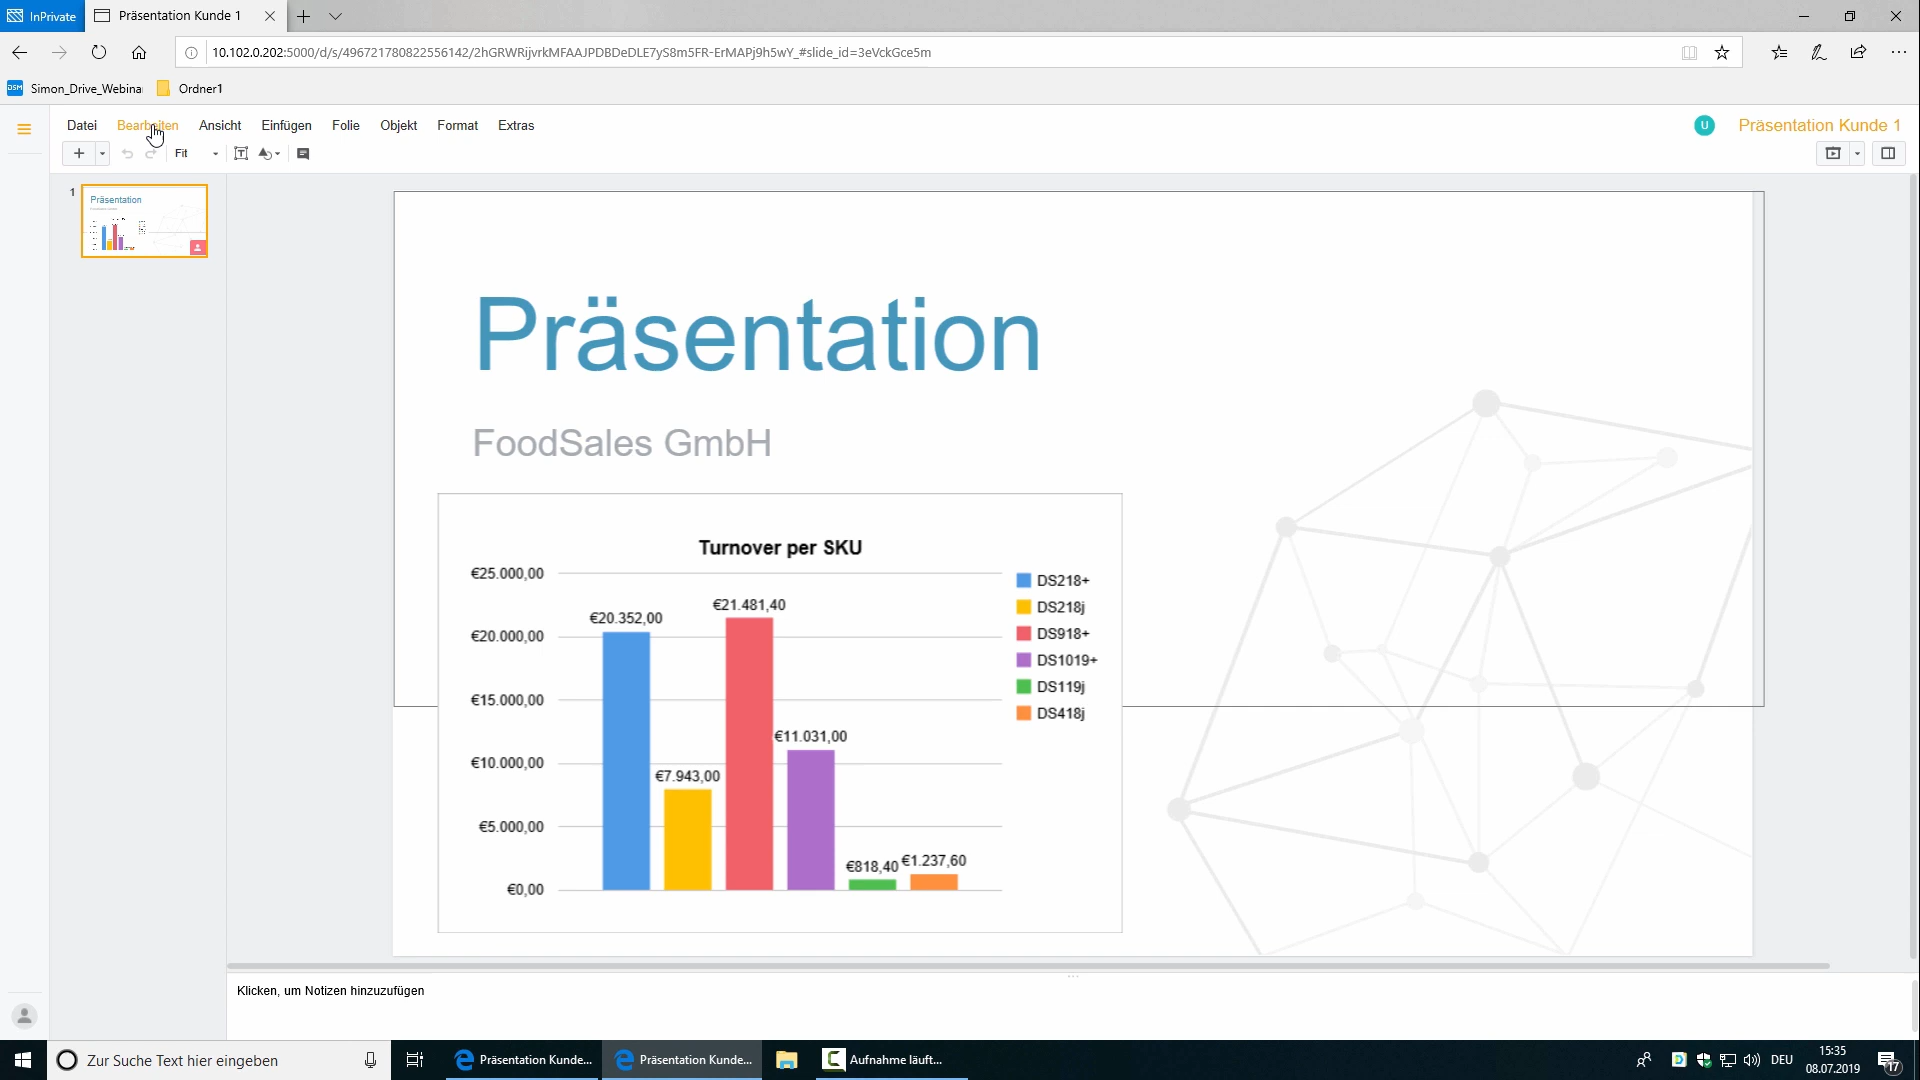 InPrivate
Präsentation Kunde 1
10.102.0.202:5000/d/s/496721780822556142/2hGRWRijvrkMFAAJPDBDeDLE7yS8m5FR-ErMAPj9h5wY_#slide_id=3eVckGce5m
DSM Simon_Drive_Webina
Ordner1
Datei Bearbeiten Ansicht Einfügen Folie Objekt Format Extras
U Präsentation Kunde 1
Fit
1
Präsentation
Präsentation
FoodSales GmbH
Turnover per SKU
€25.000,00
€20.000,00
€15.000,00
€10.000,00
€5.000,00
€0,00
€20.352,00
€7.943,00
€21.481,40
€11.031,00
€818,40
€1.237,60
DS218+
DS218j
DS918+
DS1019+
DS119j
DS418j
Klicken, um Notizen hinzuzufügen
Zur Suche Text hier eingeben
Präsentation Kunde...
Präsentation Kunde...
Aufnahme läuft...
DEU
15:35
08.07.2019
17